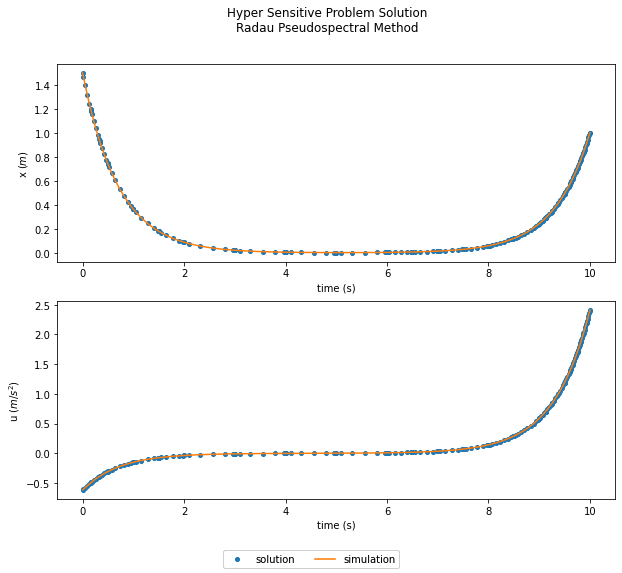 Hyper Sensitive Problem Solution
Radau Pseudospectral Method
1.4
1.2
1.0
0.8
0.6
0.4
0.2
0.0
x (m)
0 2 4 6 8 10
time (s)
2.5
2.0
1.5
1.0
0.5
0.0
−0.5
u (m/s²)
0 2 4 6 8 10
time (s)
solution simulation